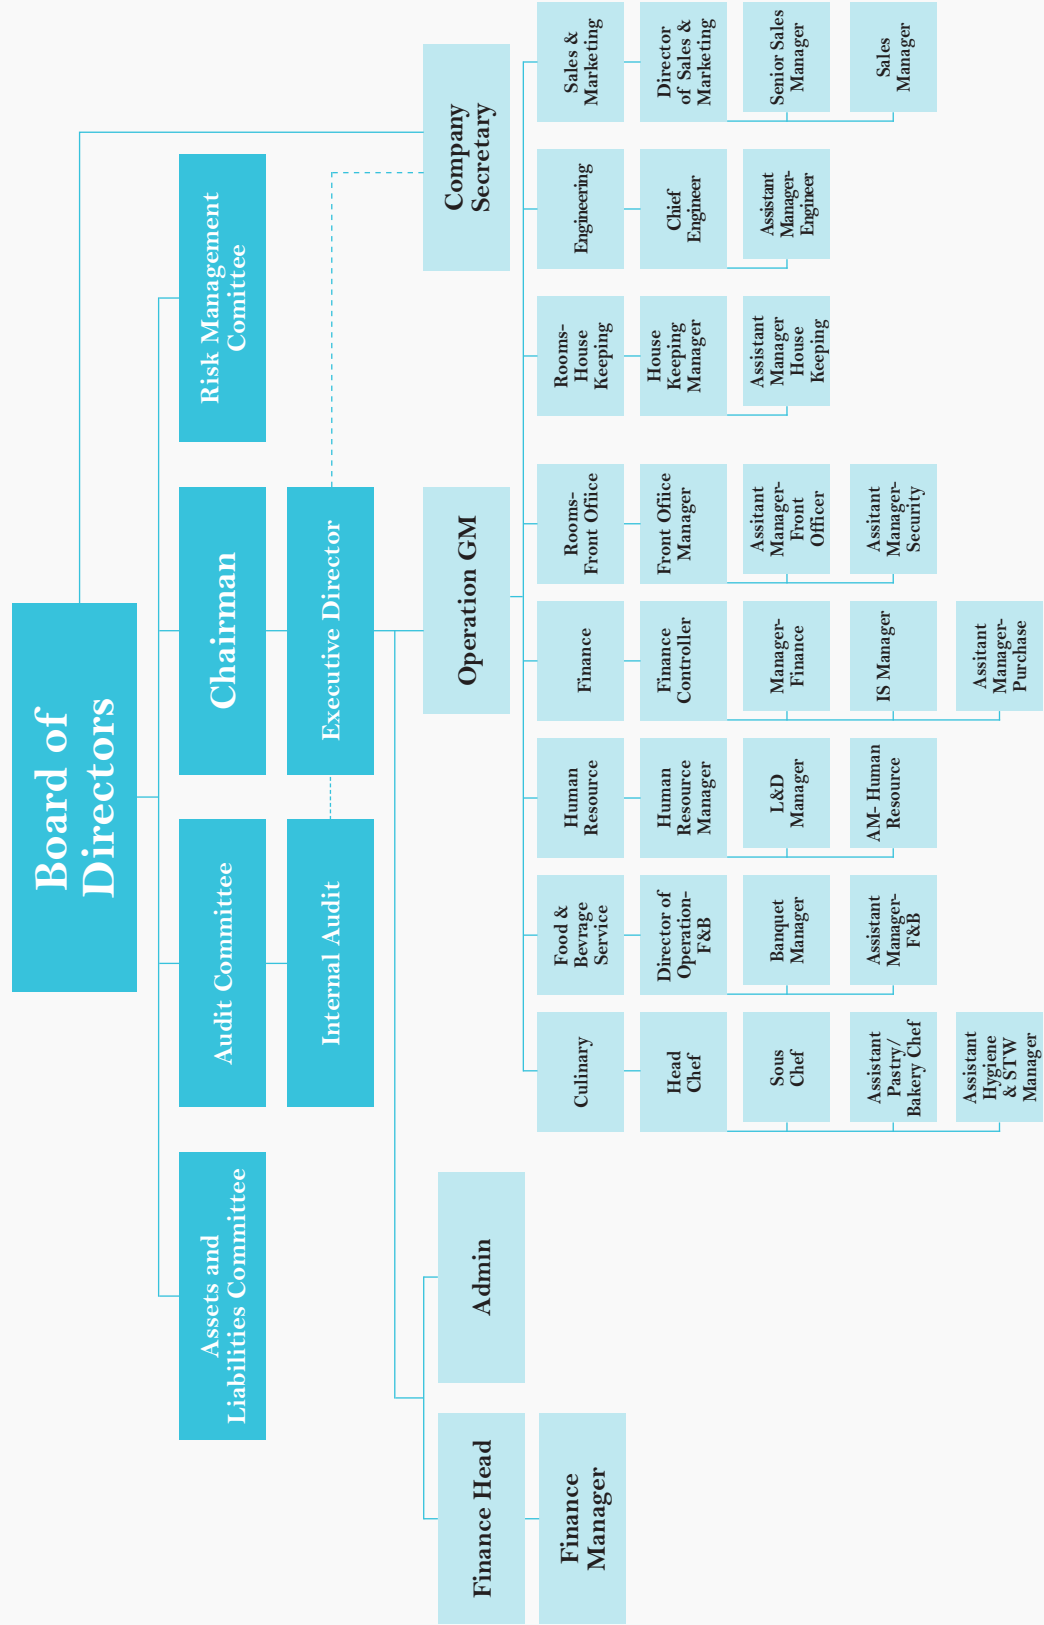 Board of
Directors
Assets and
Liabilities Committee
Audit Committee
Chairman
Risk Management
Comittee
Internal Audit
Executive Director
Finance Head
Admin
Operation GM
Company
Secretary
Finance
Manager
Culinary
Food &
Bevrage
Service
Human
Resource
Finance
Rooms-
Front Ofiice
Rooms-
House
Keeping
Engineering
Sales &
Marketing
Head
Chef
Director of
Operation-
F&B
Human
Resource
Manager
Finance
Controller
Front Ofiice
Manager
House
Keeping
Manager
Chief
Engineer
Director
of Sales &
Marketing
Sous
Chef
Banquet
Manager
L&D
Manager
Manager-
Finance
Assitant
Manager-
Front
Officer
Assistant
Manager
House
Keeping
Assistant
Manager-
Engineer
Senior Sales
Manager
Assistant
Pastry/
Bakery Chef
Assistant
Manager-
F&B
AM- Human
Resource
IS Manager
Assitant
Manager-
Security
Sales
Manager
Assistant
Hygiene
& STW
Manager
Assitant
Manager-
Purchase